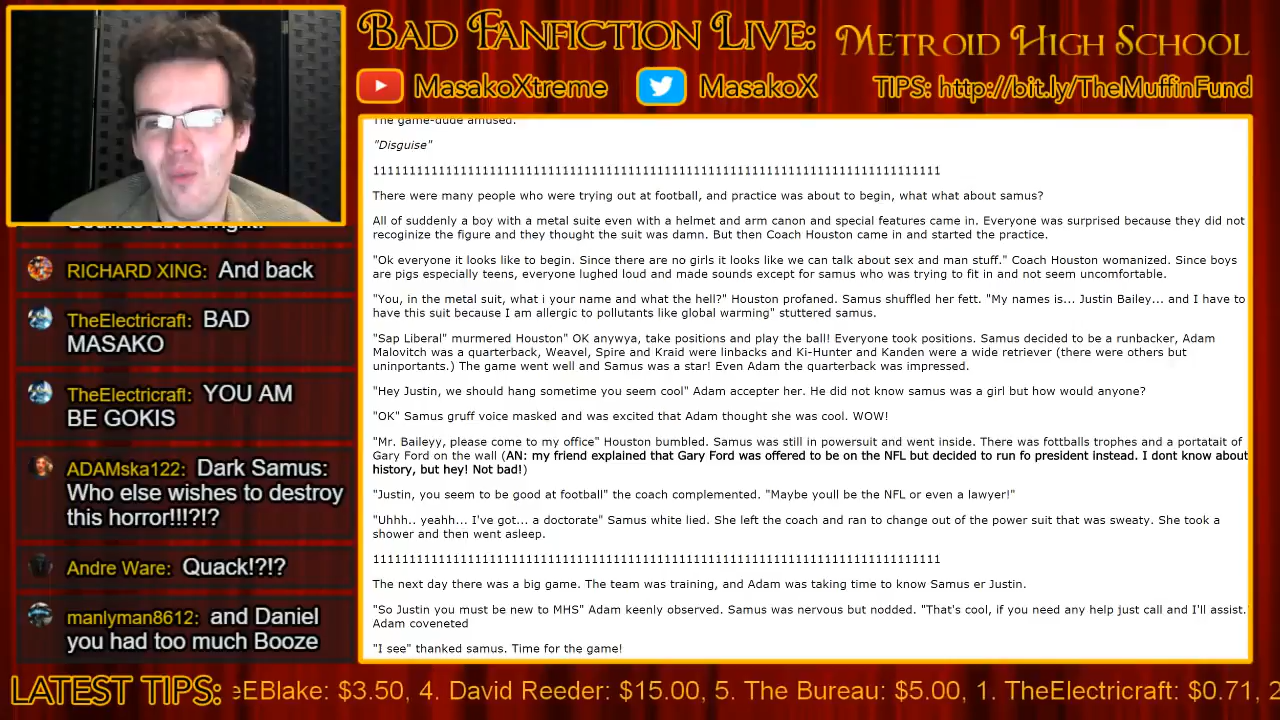 BAD FANFICTION LIVE:
METROID HIGH SCHOOL
MasakoXtreme
MasakoX
TIPS: http://bit.ly/TheMuffinFund
The game-dude amused.
"Disguise"
There were many people who were trying out at football, and practice was about to begin, what what about samus?
All of suddenly a boy with a metal suite even with a helmet and arm canon and special features came in. Everyone was surprised because they did not
recoginize the figure and they thought the suit was damn. But then Coach Houston came in and started the practice.
"Ok everyone it looks like to begin. Since there are no girls it looks like we can talk about sex and man stuff." Coach Houston womanized. Since boys
are pigs especially teens, everyone lughed loud and made sounds except for samus who was trying to fit in and not seem uncomfortable.
"You, in the metal suit, what i your name and what the hell?" Houston profaned. Samus shuffled her fett. "My names is... Justin Bailey... and I have to
have this suit because I am allergic to pollutants like global warming" stuttered samus.
"Sap Liberal" murmered Houston" OK anywya, take positions and play the ball! Everyone took positions. Samus decided to be a runbacker, Adam
Malovitch was a quarterback, Weavel, Spire and Kraid were linbacks and Ki-Hunter and Kanden were a wide retriever (there were others but
uninportants.) The game went well and Samus was a star! Even Adam the quarterback was impressed.
"Hey Justin, we should hang sometime you seem cool" Adam accepter her. He did not know samus was a girl but how would anyone?
"OK" Samus gruff voice masked and was excited that Adam thought she was cool. WOW!
"Mr. Baileyy, please come to my office" Houston bumbled. Samus was still in powersuit and went inside. There was fottballs trophes and a portatait of
Gary Ford on the wall (AN: my friend explained that Gary Ford was offered to be on the NFL but decided to run fo president instead. I dont know about
history, but hey! Not bad!)
"Justin, you seem to be good at football" the coach complemented. "Maybe youll be the NFL or even a lawyer!"
"Uhhh.. yeahh... I've got... a doctorate" Samus white lied. She left the coach and ran to change out of the power suit that was sweaty. She took a
shower and then went asleep.
The next day there was a big game. The team was training, and Adam was taking time to know Samus er Justin.
"So Justin you must be new to MHS" Adam keenly observed. Samus was nervous but nodded. "That's cool, if you need any help just call and I'll assist.
Adam coveneted
"I see" thanked samus. Time for the game!
Sounds about right!
RICHARD XING: And back
TheElectricraft: BAD
MASAKO
TheElectricraft: YOU AM
BE GOKIS
ADAMska122: Dark Samus:
Who else wishes to destroy
this horror!!!?!?
Andre Ware: Quack!?!?
manlyman8612: and Daniel
you had too much Booze
LATEST TIPS: eEBlake: $3.50, 4. David Reeder: $15.00, 5. The Bureau: $5.00, 1. TheElectricraft: $0.71, 2